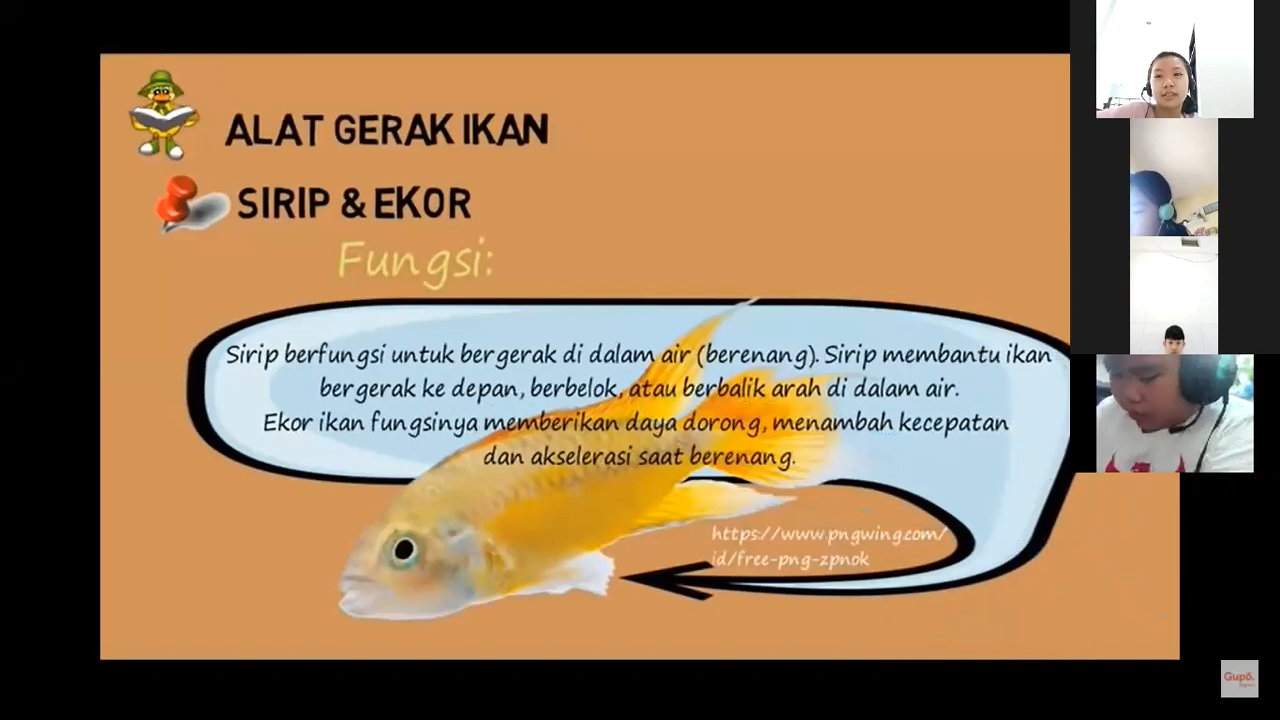 ALAT GERAK IKAN
SIRIP & EKOR
Fungsi:
Sirip berfungsi untuk bergerak di dalam air (berenang). Sirip membantu ikan
bergerak ke depan, berbelok, atau berbalik arah di dalam air.
Ekor ikan fungsinya memberikan daya dorong, menambah kecepatan
dan akselerasi saat berenang.
https://www.pngwing.com/
id/free-png-zpnok
Gupó.